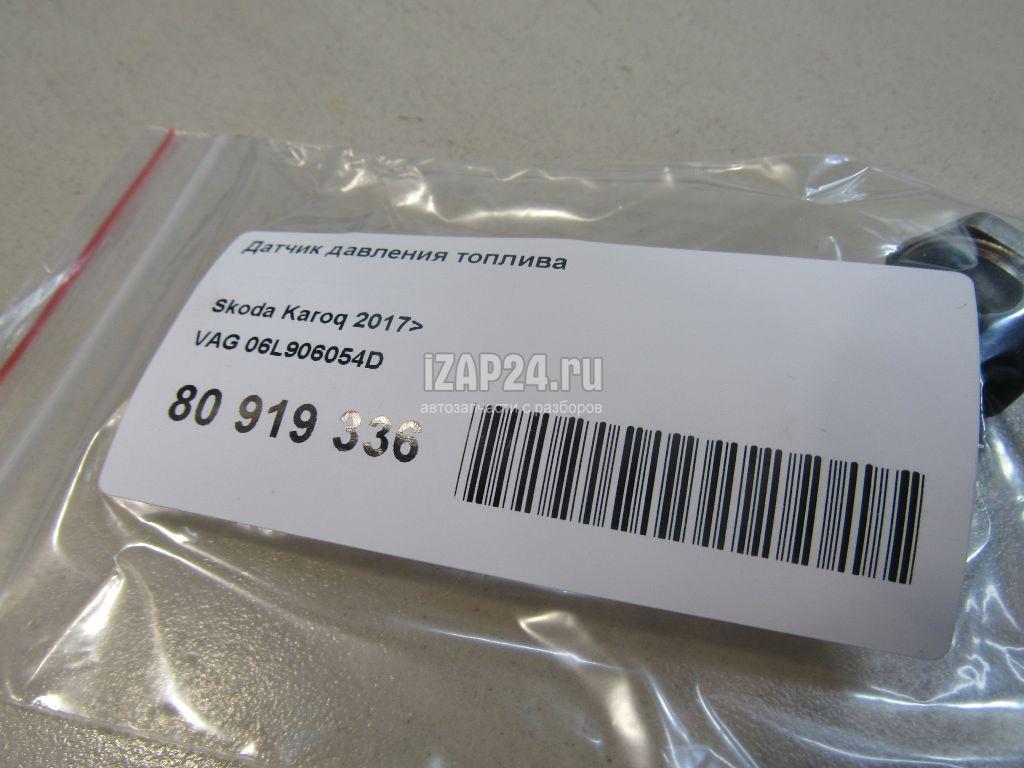 Датчик давления топлива
Skoda Karoq 2017>
VAG 06L906054D
80 919 336
iZAP24.ru
автозапчасти с разборов